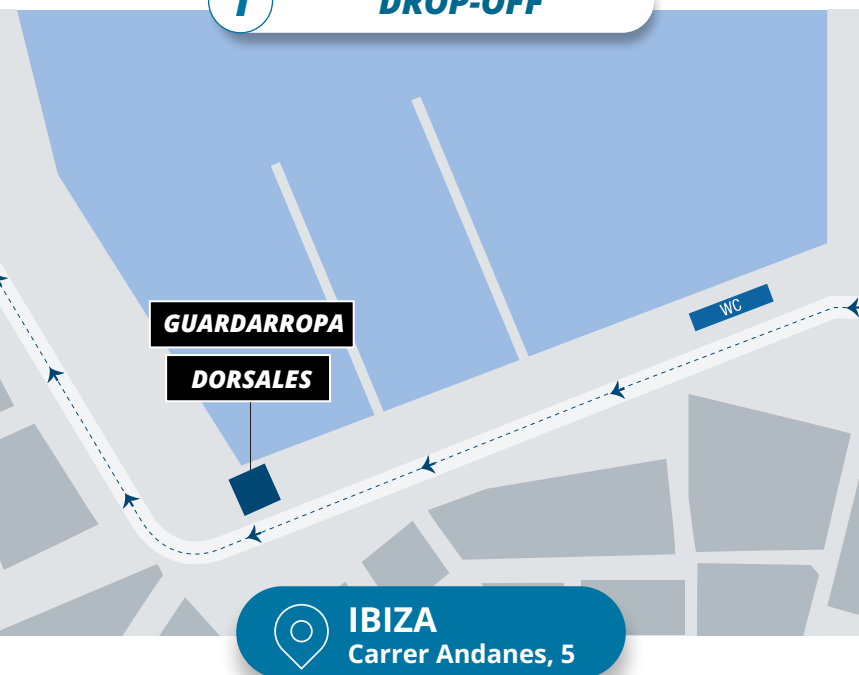 DROP-OFF
GUARDARROPA
DORSALES
WC
IBIZA
Carrer Andanes, 5